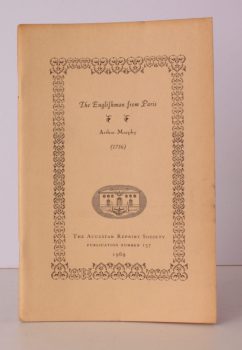 The Englishman from Paris
Arthur Murphy
(1756)
THE AUGUSTAN REPRINT SOCIETY
PUBLICATION NUMBER 137
1969